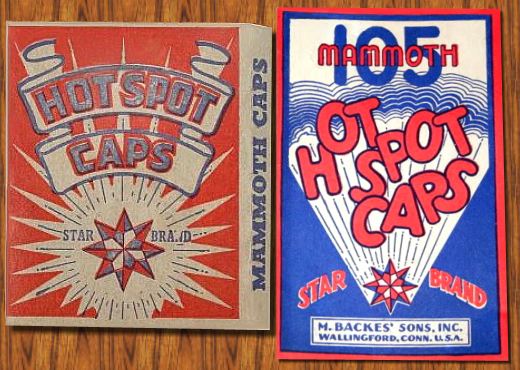 HOT SPOT
CAPS
STAR BRAND
MAMMOTH CAPS
105
MAMMOTH
HOT
SPOT
CAPS
STAR BRAND
M. BACKES' SONS, INC.
WALLINGFORD, CONN. U.S.A.